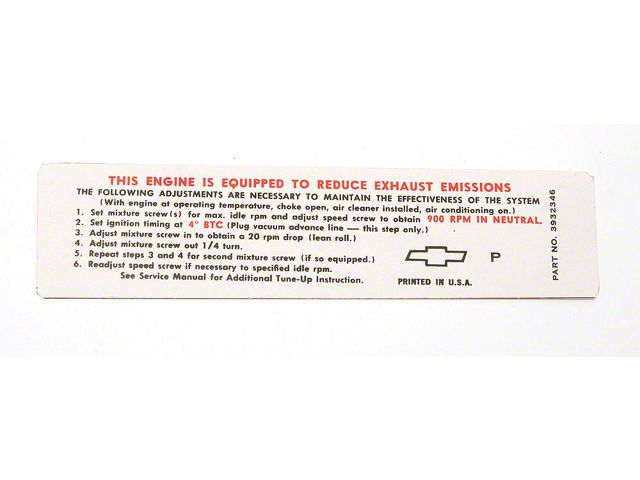 THIS ENGINE IS EQUIPPED TO REDUCE EXHAUST EMISSIONS
THE FOLLOWING ADJUSTMENTS ARE NECESSARY TO MAINTAIN THE EFFECTIVENESS OF THE SYSTEM
(With engine at operating temperature, choke open, air cleaner installed, air conditioning on.)
1. Set mixture screw(s) for max. idle rpm and adjust speed screw to obtain 900 RPM IN NEUTRAL.
2. Set ignition timing at 4° BTC (Plug vacuum advance line — this step only.)
3. Adjust mixture screw in to obtain a 20 rpm drop (lean roll.)
4. Adjust mixture screw out 1/4 turn.
5. Repeat steps 3 and 4 for second mixture screw (if so equipped.)
6. Readjust speed screw if necessary to specified idle rpm.
See Service Manual for Additional Tune-Up Instruction.
P
PRINTED IN U.S.A.
PART NO. 3932346